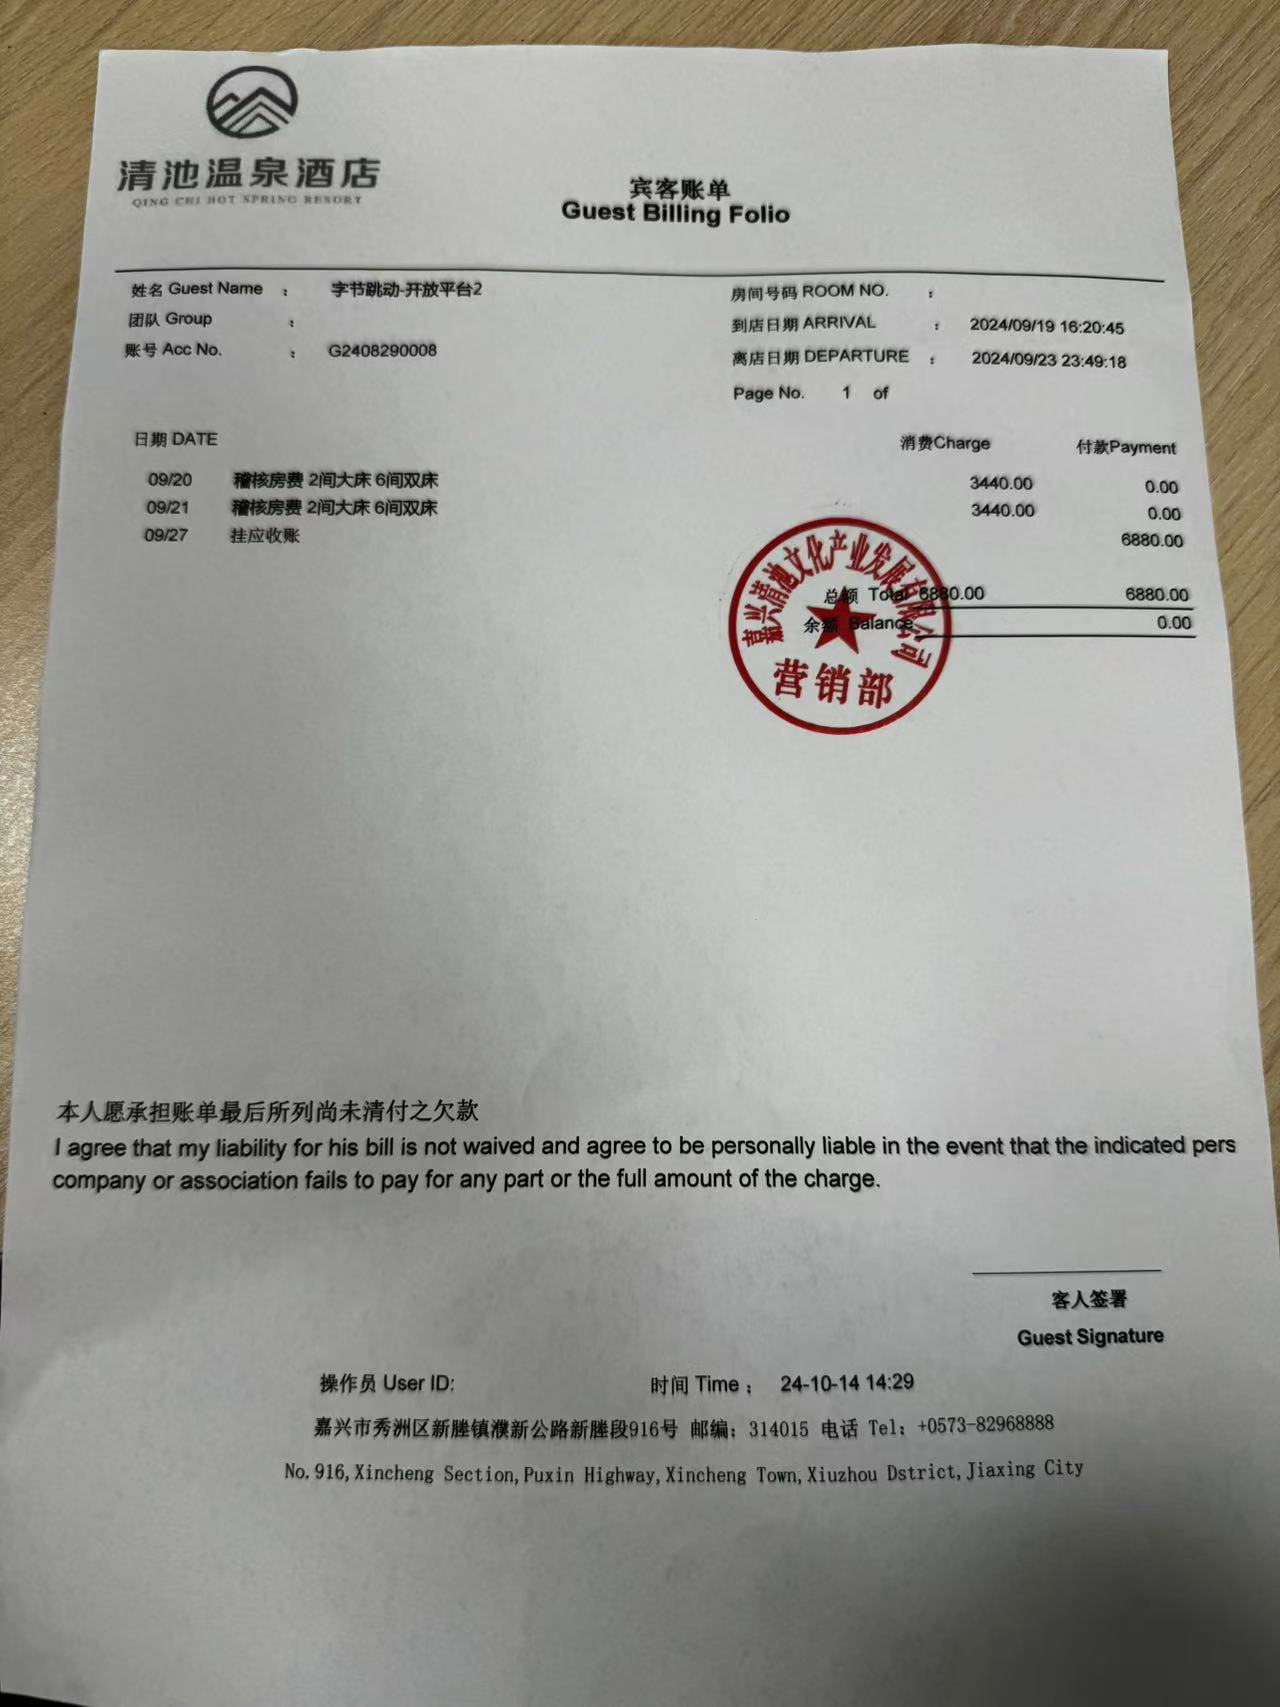 清池温泉酒店
QING CHI HOT SPRING RESORT
宾客账单
Guest Billing Folio
姓名 Guest Name : 字节跳动-开放平台2
团队 Group :
账号 Acc No. : G2408290008
房间号码 ROOM NO. :
到店日期 ARRIVAL : 2024/09/19 16:20:45
离店日期 DEPARTURE : 2024/09/23 23:49:18
Page No. 1 of
日期 DATE 消费Charge 付款Payment
09/20 稽核房费 2间大床 6间双床 3440.00 0.00
09/21 稽核房费 2间大床 6间双床 3440.00 0.00
09/27 挂应收账 6880.00
总额 Total 6880.00 6880.00
余额 Balance 0.00
嘉兴清池文化产业发展有限公司
营销部
本人愿承担账单最后所列尚未清付之欠款
I agree that my liability for his bill is not waived and agree to be personally liable in the event that the indicated pers
company or association fails to pay for any part or the full amount of the charge.
客人签署
Guest Signature
操作员 User ID: 时间 Time : 24-10-14 14:29
嘉兴市秀洲区新塍镇濮新公路新塍段916号 邮编: 314015 电话 Tel: +0573-82968888
No.916,Xincheng Section,Puxin Highway,Xincheng Town,Xiuzhou Dstrict,Jiaxing City